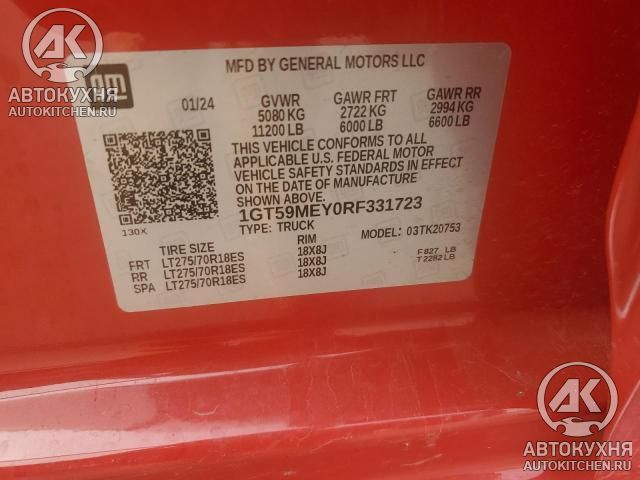 АВТОКУХНЯ
AUTOKITCHEN.RU
gm
MFD BY GENERAL MOTORS LLC
01/24 GVWR GAWR FRT GAWR RR
5080 KG 2722 KG 2994 KG
11200 LB 6000 LB 6600 LB
THIS VEHICLE CONFORMS TO ALL
APPLICABLE U.S. FEDERAL MOTOR
VEHICLE SAFETY STANDARDS IN EFFECT
ON THE DATE OF MANUFACTURE
SHOWN ABOVE.
1GT59MEY0RF331723
130X TYPE: TRUCK MODEL: 03TK20753
TIRE SIZE RIM
FRT LT275/70R18ES 18X8J F 827 LB
RR LT275/70R18ES 18X8J T 2282 LB
SPA LT275/70R18ES 18X8J
AK
АВТОКУХНЯ
AUTOKITCHEN.RU